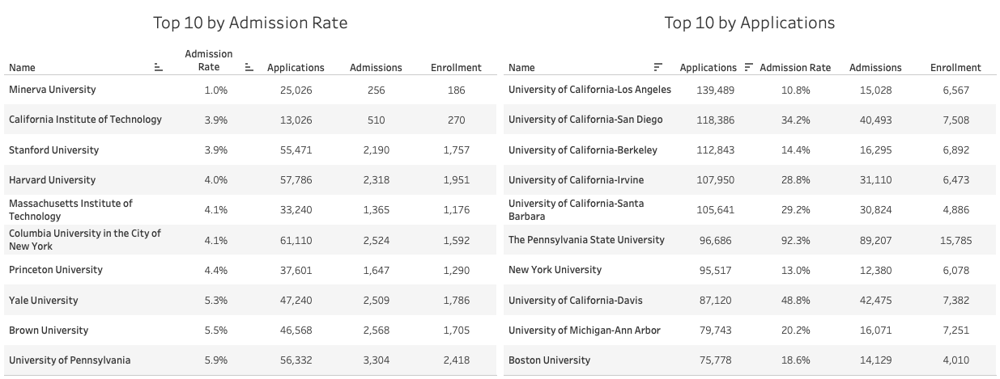 Top 10 by Admission Rate
Name Admission Rate Applications Admissions Enrollment
Minerva University 1.0% 25,026 256 186
California Institute of Technology 3.9% 13,026 510 270
Stanford University 3.9% 55,471 2,190 1,757
Harvard University 4.0% 57,786 2,318 1,951
Massachusetts Institute of
Technology 4.1% 33,240 1,365 1,176
Columbia University in the City of
New York 4.1% 61,110 2,524 1,592
Princeton University 4.4% 37,601 1,647 1,290
Yale University 5.3% 47,240 2,509 1,786
Brown University 5.5% 46,568 2,568 1,705
University of Pennsylvania 5.9% 56,332 3,304 2,418
Top 10 by Applications
Name Applications Admission Rate Admissions Enrollment
University of California-Los Angeles 139,489 10.8% 15,028 6,567
University of California-San Diego 118,386 34.2% 40,493 7,508
University of California-Berkeley 112,843 14.4% 16,295 6,892
University of California-Irvine 107,950 28.8% 31,110 6,473
University of California-Santa
Barbara 105,641 29.2% 30,824 4,886
The Pennsylvania State University 96,686 92.3% 89,207 15,785
New York University 95,517 13.0% 12,380 6,078
University of California-Davis 87,120 48.8% 42,475 7,382
University of Michigan-Ann Arbor 79,743 20.2% 16,071 7,251
Boston University 75,778 18.6% 14,129 4,010